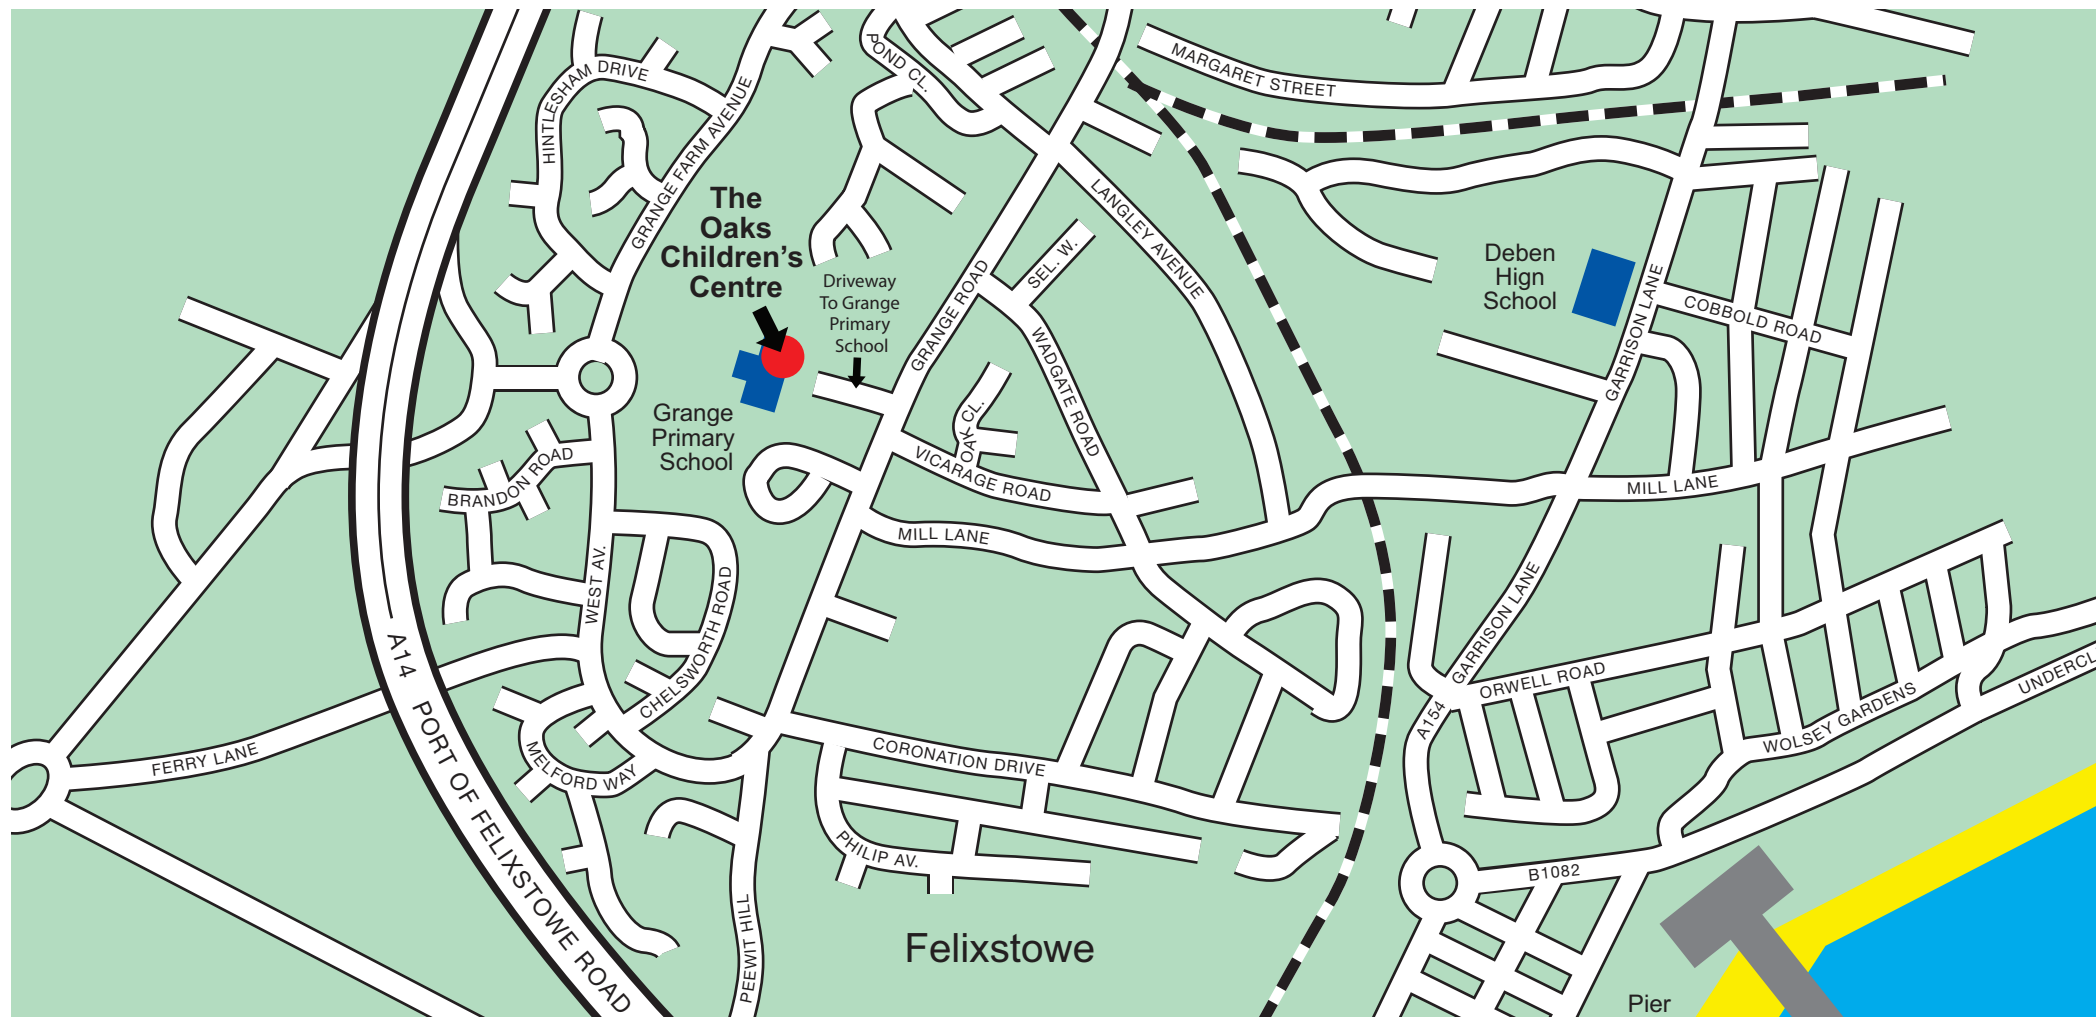 POND CL.
MARGARET STREET
HINTLESHAM DRIVE
GRANGE FARM AVENUE
The
Oaks
Children's
Centre
LANGLEY AVENUE
SEL. W.
Driveway
To Grange
Primary
School
GRANGE ROAD
Deben
Hign
School
GARRISON LANE
COBBOLD ROAD
WADGATE ROAD
Grange
Primary
School
OAK CL.
VICARAGE ROAD
BRANDON ROAD
MILL LANE
MILL LANE
WEST AV.
CHELSWORTH ROAD
GARRISON LANE
ORWELL ROAD
A154
WOLSEY GARDENS
UNDERCL
A14 PORT OF FELIXSTOWE ROAD
FERRY LANE
MELFORD WAY
CORONATION DRIVE
PHILIP AV.
B1082
PEEWIT HILL
Felixstowe
Pier